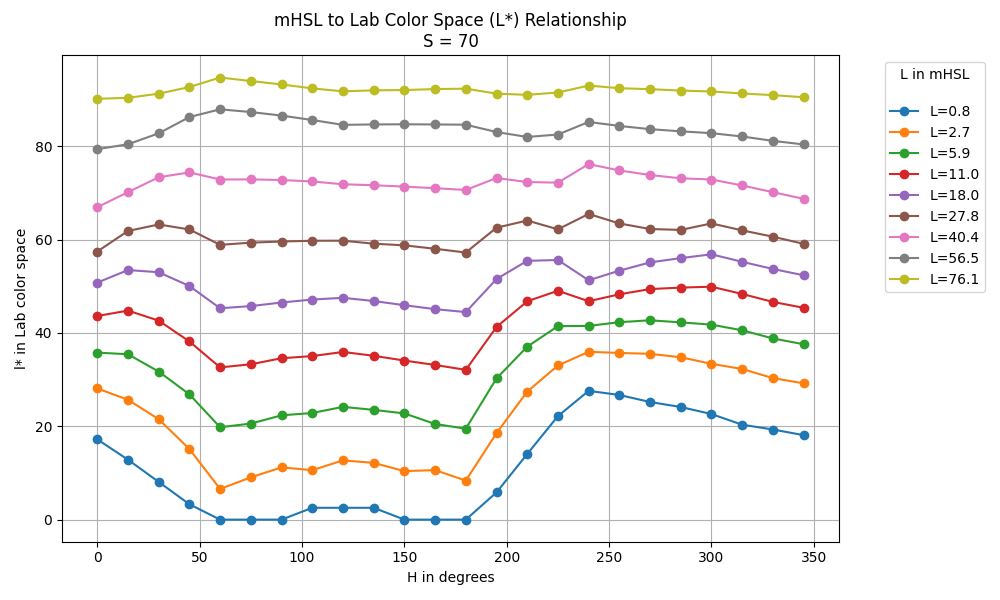 mHSL to Lab Color Space (L*) Relationship
S = 70
L in mHSL
L=0.8
L=2.7
L=5.9
L=11.0
L=18.0
L=27.8
L=40.4
L=56.5
L=76.1
l* in Lab color space
80
60
40
20
0
0 50 100 150 200 250 300 350
H in degrees